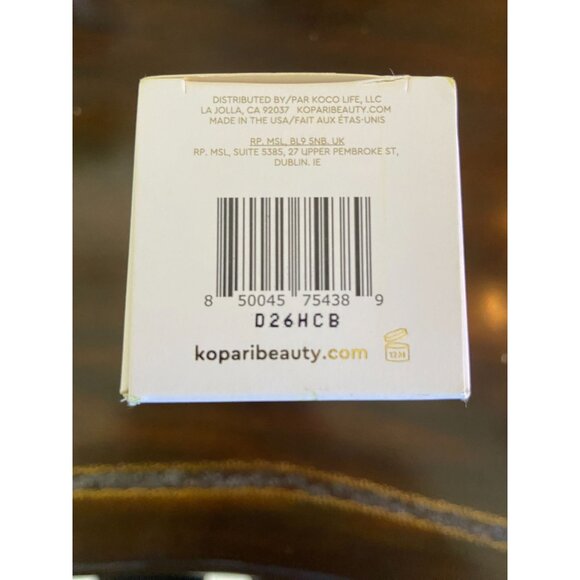 DISTRIBUTED BY/PAR KOCO LIFE, LLC
LA JOLLA, CA 92037 KOPARIBEAUTY.COM
MADE IN THE USA/FAIT AUX ÉTAS-UNIS
RP. MSL, BL9 5NB. UK
RP. MSL, SUITE 5385, 27 UPPER PEMBROKE ST,
DUBLIN. IE
8 50045 75438 9
D26HCB
koparibeauty.com
12 M